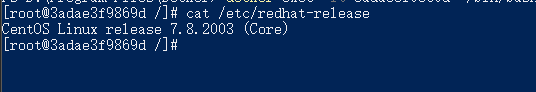 [root@3adae3f9869d /]# cat /etc/redhat-release
CentOS Linux release 7.8.2003 (Core)
[root@3adae3f9869d /]#